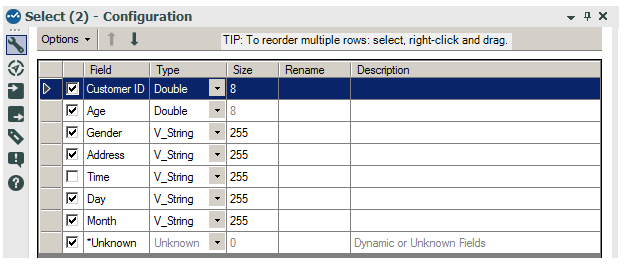 Select (2) - Configuration
Options TIP: To reorder multiple rows: select, right-click and drag.
Field Type Size Rename Description
Customer ID Double 8
Age Double 8
Gender V_String 255
Address V_String 255
Time V_String 255
Day V_String 255
Month V_String 255
*Unknown Unknown 0 Dynamic or Unknown Fields